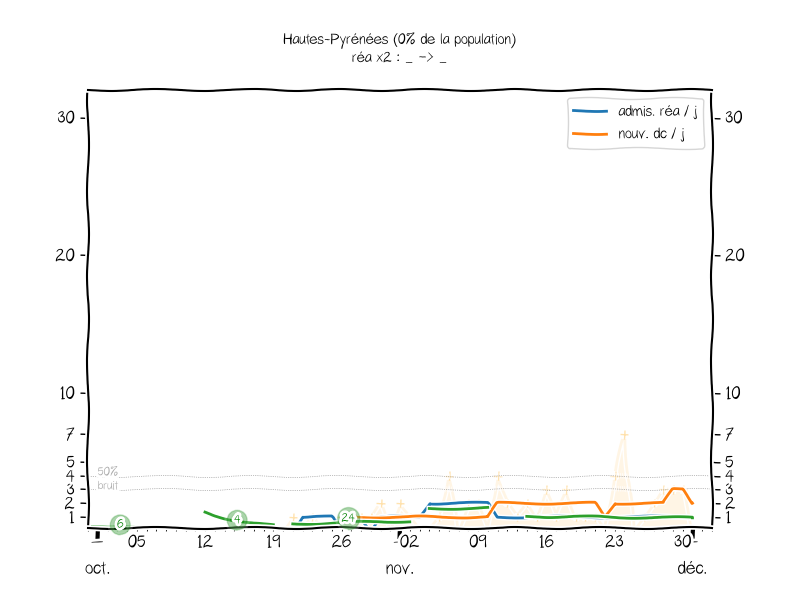 Hautes-Pyrénées (0% de la population)
réa x2 : _ -> _
admis. réa / j
nouv. dc / j
30 30
20 20
10 10
7 7
5 5
50%
4 4
bruit
3 3
2 2
1 1
6 4 24
05 12 19 26 02 09 16 23 30
oct. nov. déc.